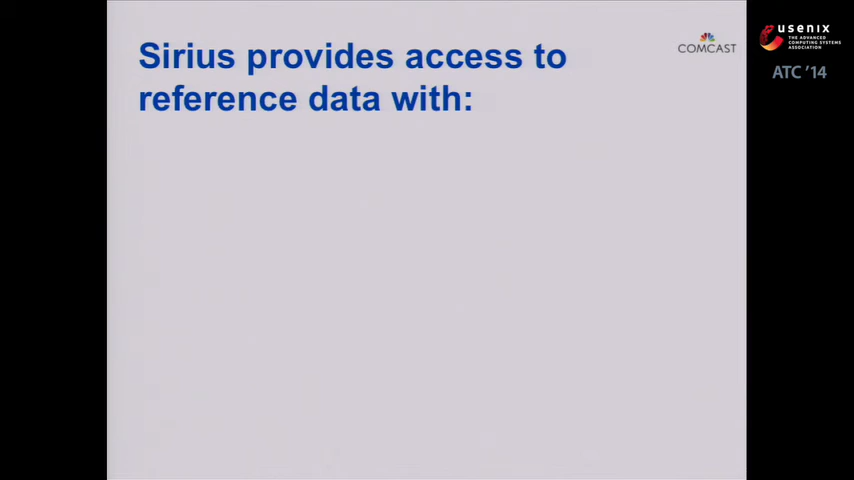 Sirius provides access to
reference data with:
COMCAST
usenix
THE ADVANCED
COMPUTING SYSTEMS
ASSOCIATION
ATC '14